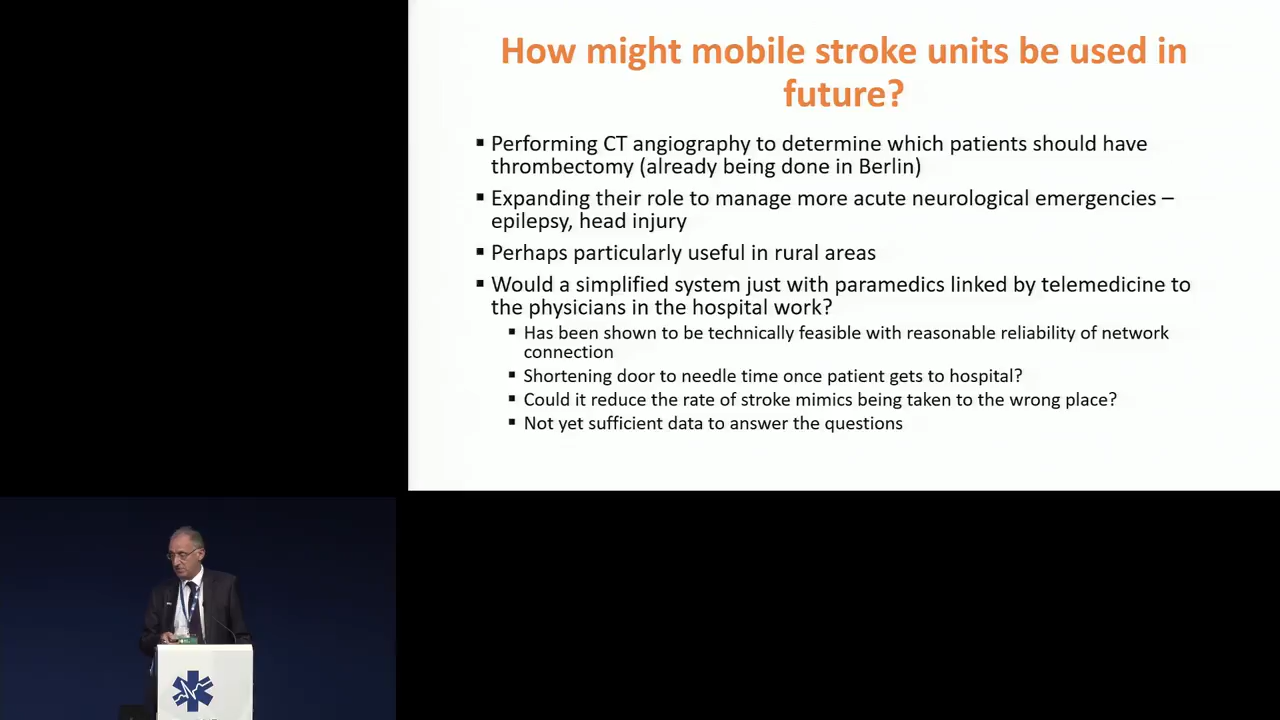 How might mobile stroke units be used in
future?
▪ Performing CT angiography to determine which patients should have
thrombectomy (already being done in Berlin)
▪ Expanding their role to manage more acute neurological emergencies –
epilepsy, head injury
▪ Perhaps particularly useful in rural areas
▪ Would a simplified system just with paramedics linked by telemedicine to
the physicians in the hospital work?
▪ Has been shown to be technically feasible with reasonable reliability of network
connection
▪ Shortening door to needle time once patient gets to hospital?
▪ Could it reduce the rate of stroke mimics being taken to the wrong place?
▪ Not yet sufficient data to answer the questions